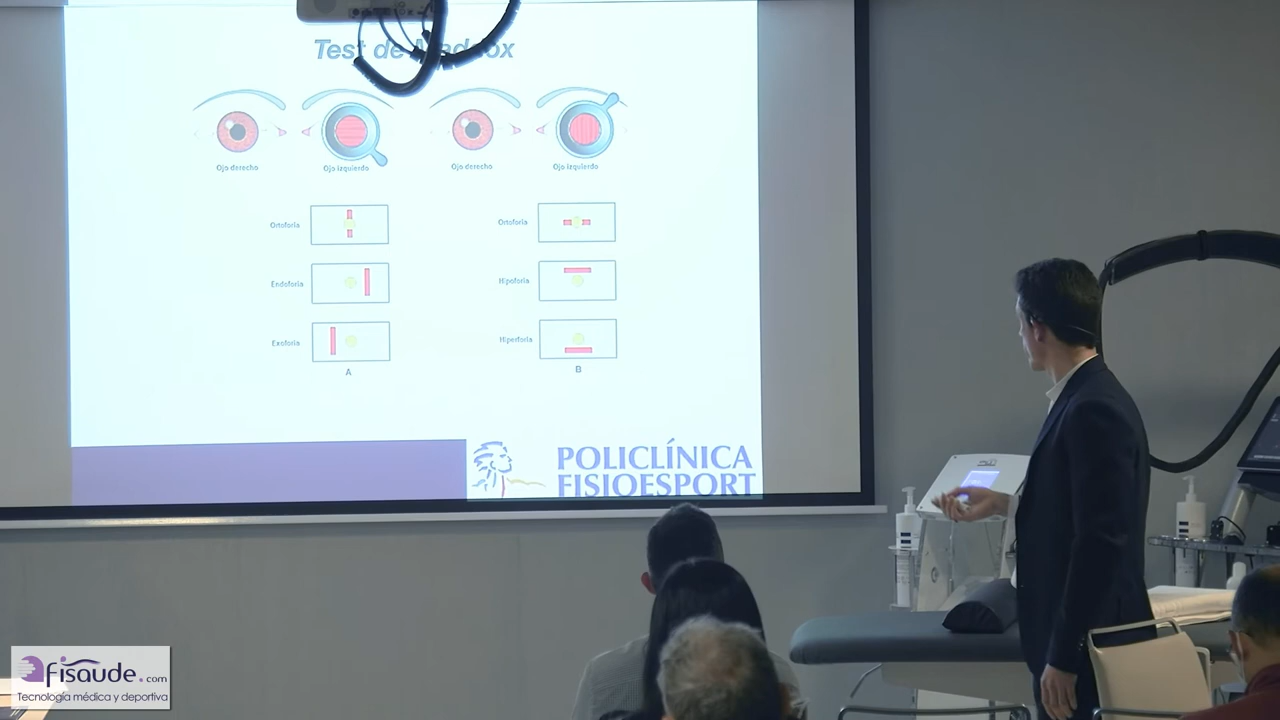 Test de Maddox
Ojo derecho
Ojo izquierdo
Ojo derecho
Ojo izquierdo
Ortoforia
Endoforia
Exoforia
A
Ortoforia
Hipoforia
Hiperforia
B
POLICLÍNICA
FISIOESPORT
fisaude.com
Tecnología médica y deportiva